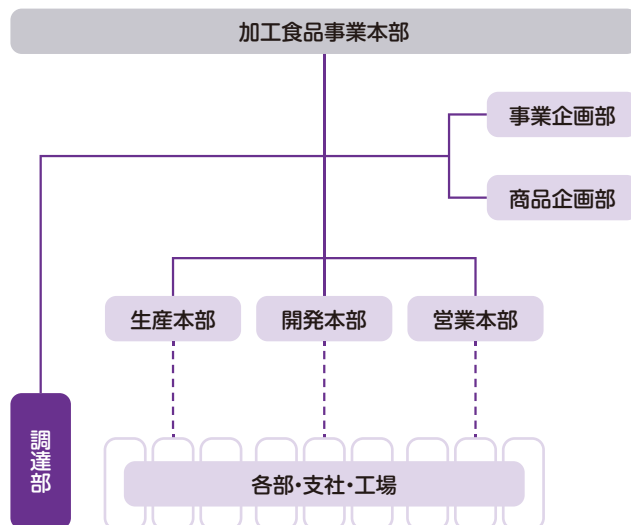 加工食品事業本部
事業企画部
商品企画部
生産本部
開発本部
営業本部
調達部
各部・支社・工場